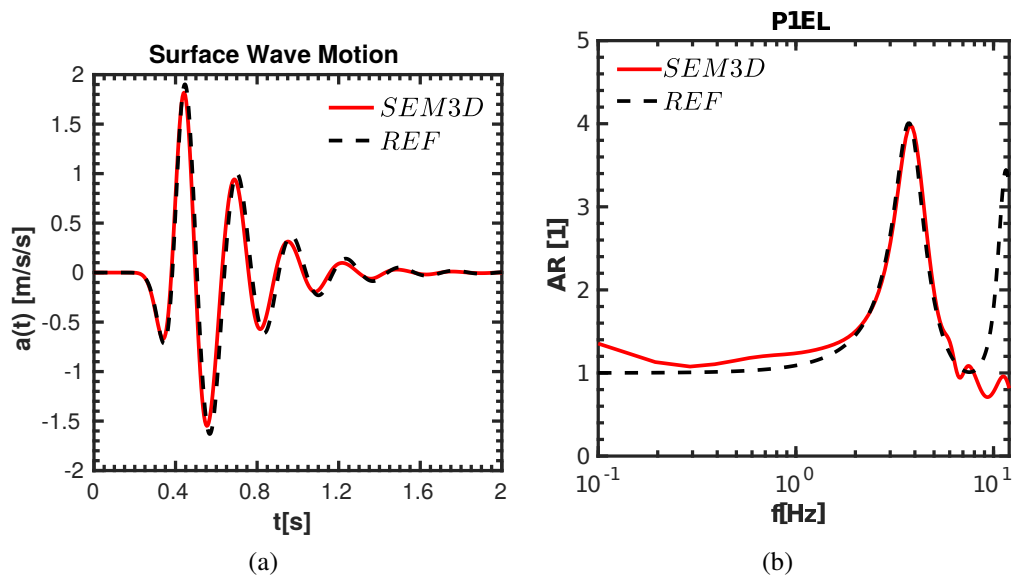 Surface Wave Motion
2
1.5
1
0.5
0
-0.5
-1
-1.5
-2
a(t) [m/s/s]
SEM3D
REF
0 0.4 0.8 1.2 1.6 2
t[s]
(a)
P1EL
5
4
3
2
1
0
AR [1]
SEM3D
REF
10^-1 10^0 10^1
f[Hz]
(b)